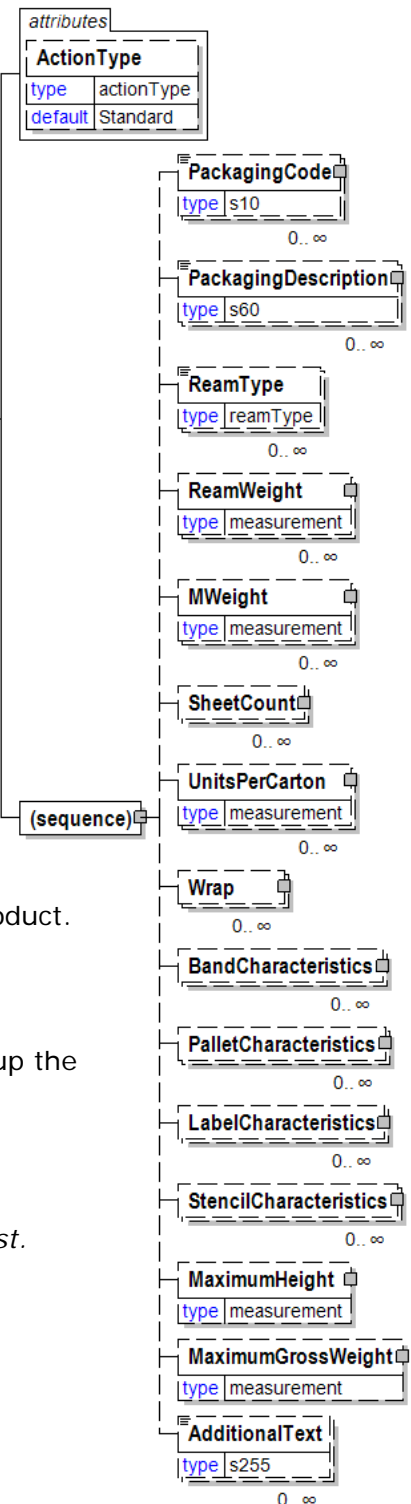 attributes
ActionType
type actionType
default Standard
PackagingCode
type s10
0.. ∞
PackagingDescription
type s60
0.. ∞
ReamType
type reamType
0.. ∞
ReamWeight
type measurement
0.. ∞
MWeight
type measurement
0.. ∞
SheetCount
0.. ∞
UnitsPerCarton
type measurement
0.. ∞
(sequence)
Wrap
0.. ∞
oduct.
BandCharacteristics
0.. ∞
PalletCharacteristics
0.. ∞
up the
LabelCharacteristics
0.. ∞
StencilCharacteristics
0.. ∞
st.
MaximumHeight
type measurement
MaximumGrossWeight
type measurement
AdditionalText
type s255
0.. ∞